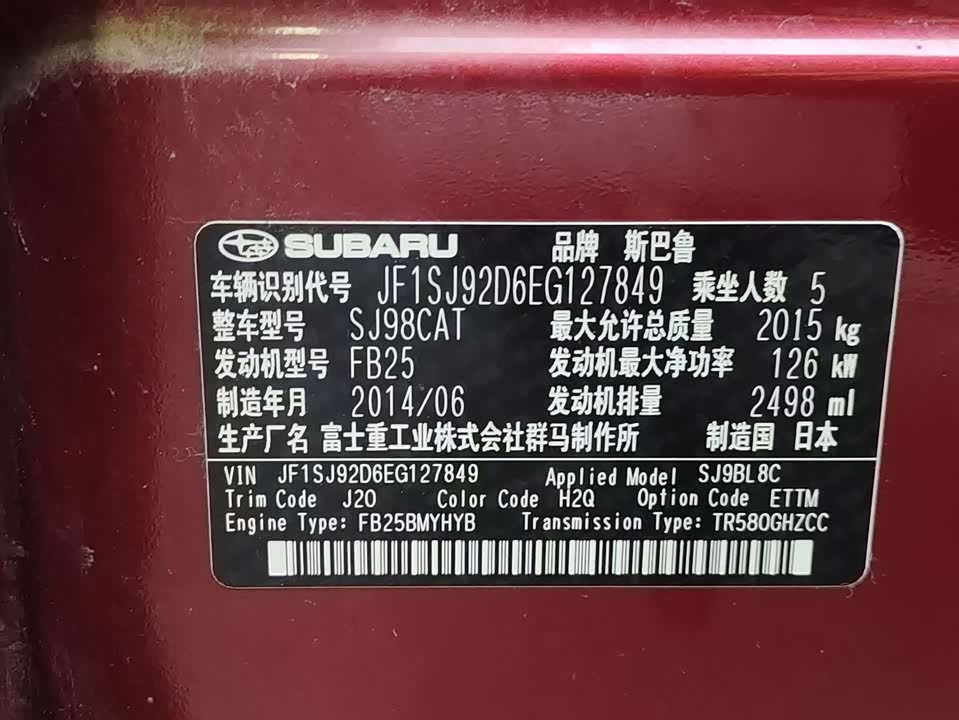 SUBARU 品牌 斯巴鲁
车辆识别代号 JF1SJ92D6EG127849 乘坐人数 5
整车型号 SJ98CAT 最大允许总质量 2015 kg
发动机型号 FB25 发动机最大净功率 126 kW
制造年月 2014/06 发动机排量 2498 ml
生产厂名 富士重工业株式会社群马制作所 制造国 日本
VIN JF1SJ92D6EG127849 Applied Model SJ9BL8C
Trim Code J20 Color Code H2Q Option Code ETTM
Engine Type: FB25BMYHYB Transmission Type: TR580GHZCC